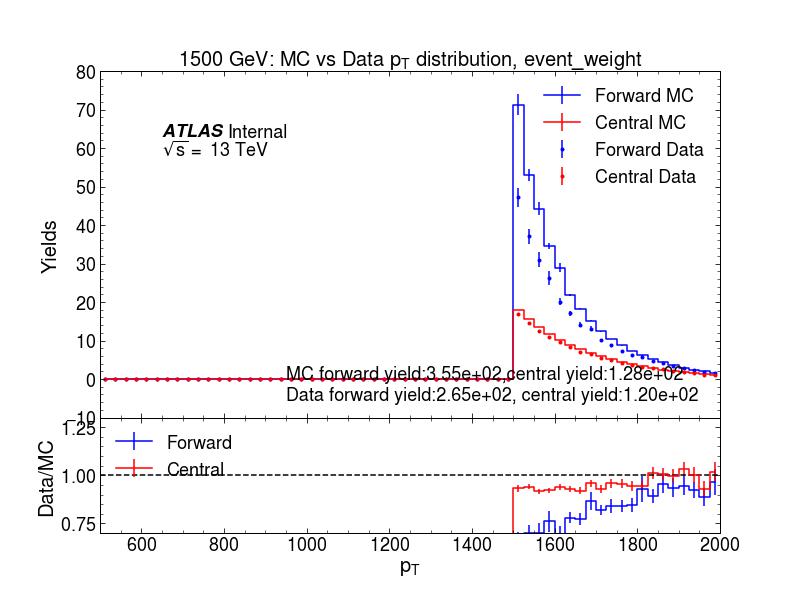 1500 GeV: MC vs Data pT distribution, event_weight
80
70
60
50
40
30
20
10
0
−10
Yields
ATLAS Internal
√s = 13 TeV
Forward MC
Central MC
Forward Data
Central Data
MC forward yield:3.55e+02,central yield:1.28e+02
Data forward yield:2.65e+02, central yield:1.20e+02
1.25
1.00
0.75
Data/MC
Forward
Central
600 800 1000 1200 1400 1600 1800 2000
pT